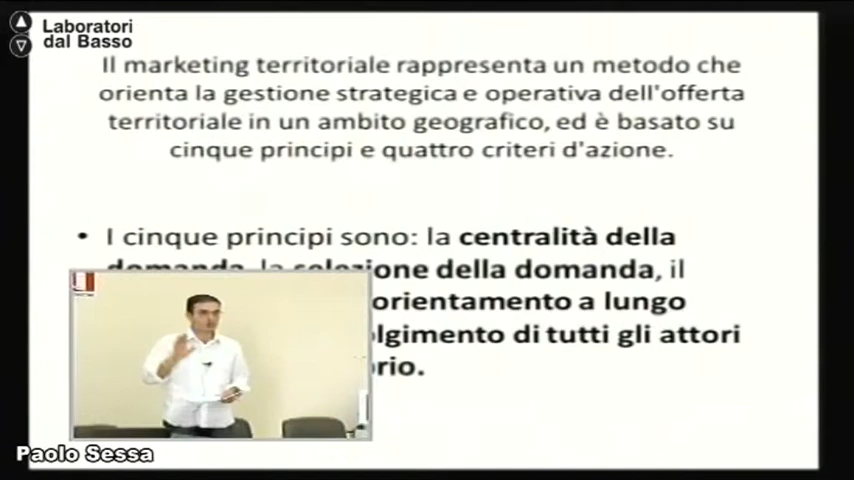 Laboratori
dal Basso
Il marketing territoriale rappresenta un metodo che
orienta la gestione strategica e operativa dell'offerta
territoriale in un ambito geografico, ed è basato su
cinque principi e quattro criteri d'azione.
• I cinque principi sono: la centralità della
domanda, la selezione della domanda, il
orientamento a lungo
lgimento di tutti gli attori
rio.
Paolo Sessa